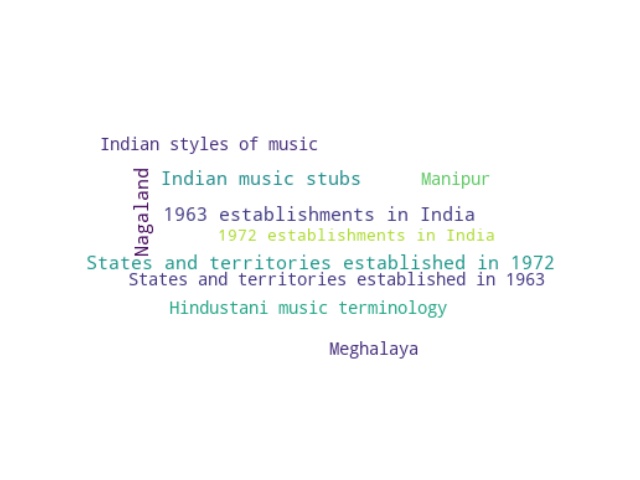 Indian styles of music
Nagaland
Indian music stubs
Manipur
1963 establishments in India
1972 establishments in India
States and territories established in 1972
States and territories established in 1963
Hindustani music terminology
Meghalaya